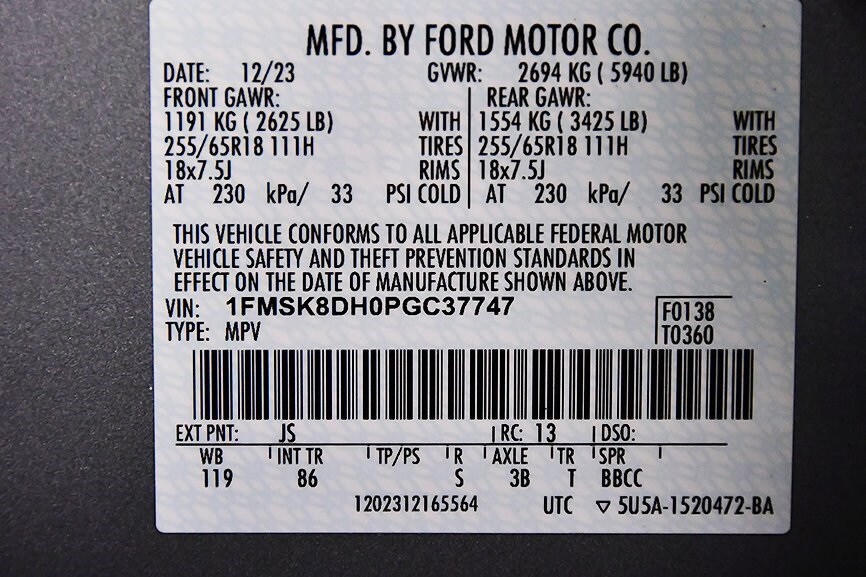 MFD. BY FORD MOTOR CO.
DATE: 12/23 GVWR: 2694 KG ( 5940 LB)
FRONT GAWR: REAR GAWR:
1191 KG ( 2625 LB) WITH 1554 KG ( 3425 LB) WITH
255/65R18 111H TIRES 255/65R18 111H TIRES
18x7.5J RIMS 18x7.5J RIMS
AT 230 kPa/ 33 PSI COLD AT 230 kPa/ 33 PSI COLD
THIS VEHICLE CONFORMS TO ALL APPLICABLE FEDERAL MOTOR
VEHICLE SAFETY AND THEFT PREVENTION STANDARDS IN
EFFECT ON THE DATE OF MANUFACTURE SHOWN ABOVE.
VIN: 1FMSK8DH0PGC37747 F0138
TYPE: MPV T0360
EXT PNT: JS RC: 13 DSO:
WB INT TR TP/PS R AXLE TR SPR
119 86 S 3B T BBCC
1202312165564 UTC ▽ 5U5A-1520472-BA